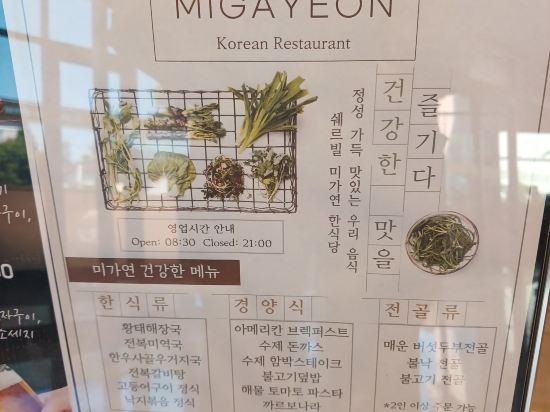 MIGAYEON
Korean Restaurant
즐기다
건강한 맛을
정성 가득 맛있는 우리 음식
쉐르빌 미가연 한식당
영업시간 안내
Open: 08:30 Closed: 21:00
미가연 건강한 메뉴
한식류
황태해장국
전복미역국
한우사골우거지국
전복갈비탕
고등어구이 정식
낙지볶음 정식
경양식
아메리칸 브렉퍼스트
수제 돈까스
수제 함박스테이크
불고기덮밥
해물 토마토 파스타
까르보나라
전골류
매운 버섯두부전골
불낙 전골
불고기 전골
*2인 이상 주문 가능